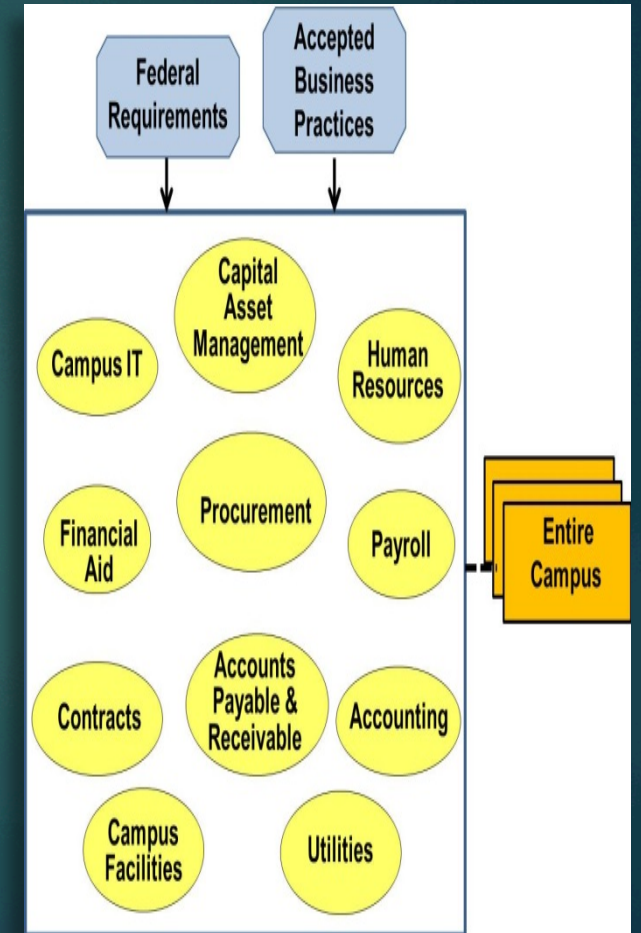 Federal
Requirements
Accepted
Business
Practices
Capital
Asset
Management
Campus IT
Human
Resources
Procurement
Financial
Aid
Payroll
Entire
Campus
Contracts
Accounts
Payable &
Receivable
Accounting
Campus
Facilities
Utilities